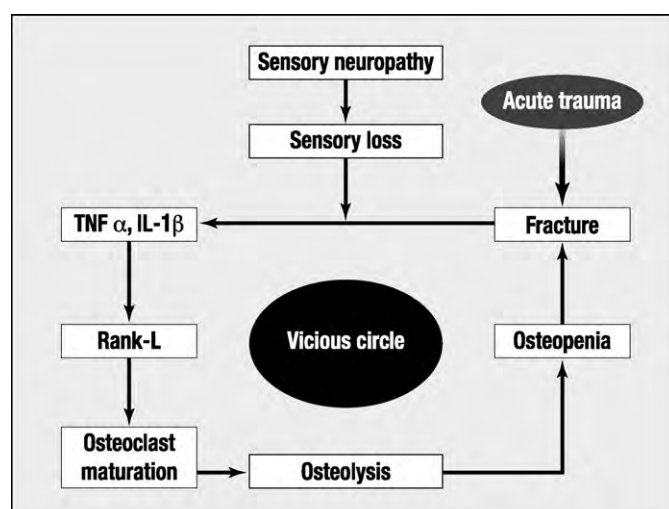 Sensory neuropathy
Acute trauma
Sensory loss
TNF α, IL-1β
Fracture
Rank-L
Vicious circle
Osteopenia
Osteoclast
maturation
Osteolysis